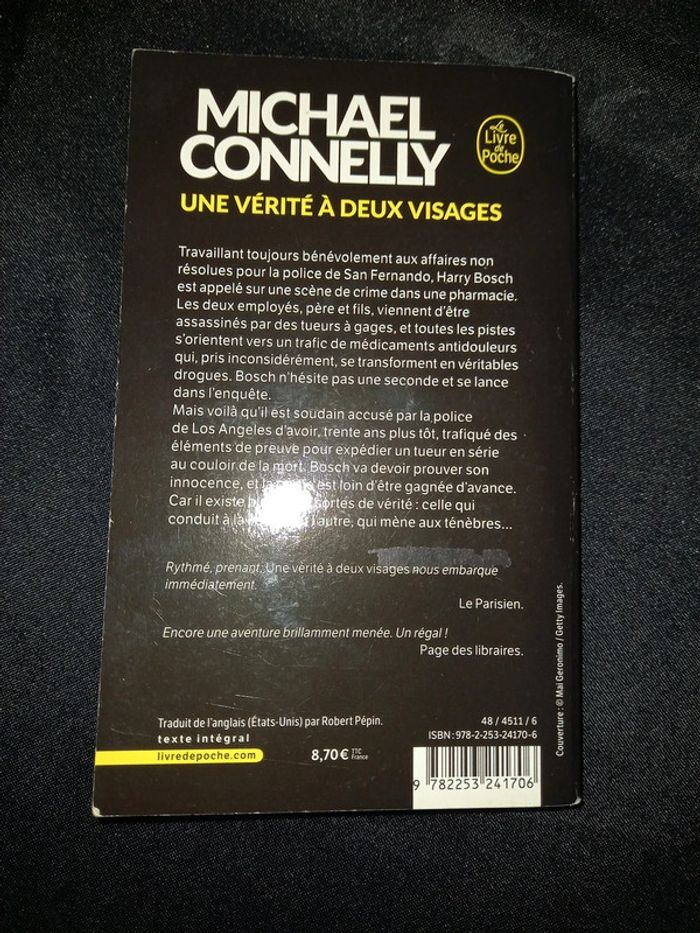 MICHAEL
CONNELLY
Le
Livre
de
Poche
UNE VÉRITÉ À DEUX VISAGES
Travaillant toujours bénévolement aux affaires non
résolues pour la police de San Fernando, Harry Bosch
est appelé sur une scène de crime dans une pharmacie.
Les deux employés, père et fils, viennent d'être
assassinés par des tueurs à gages, et toutes les pistes
s'orientent vers un trafic de médicaments antidouleurs
qui, pris inconsidérément, se transforment en véritables
drogues. Bosch n'hésite pas une seconde et se lance
dans l'enquête.
Mais voilà qu'il est soudain accusé par la police
de Los Angeles d'avoir, trente ans plus tôt, trafiqué des
éléments de preuve pour expédier un tueur en série
au couloir de la mort. Bosch va devoir prouver son
innocence, et la est loin d'être gagnée d'avance.
Car il existe sortes de vérité : celle qui
conduit à la l'autre, qui mène aux ténèbres...
Rythmé, prenant. Une vérité à deux visages nous embarque
immédiatement.
Le Parisien.
Encore une aventure brillamment menée. Un régal !
Page des libraires.
Traduit de l'anglais (États-Unis) par Robert Pépin.
texte intégral
livredepoche.com
8,70 € TTC
France
48 / 4511 / 6
ISBN : 978-2-253-24170-6
9 782253 241706
Couverture : © Mai Geronimo / Getty Images.